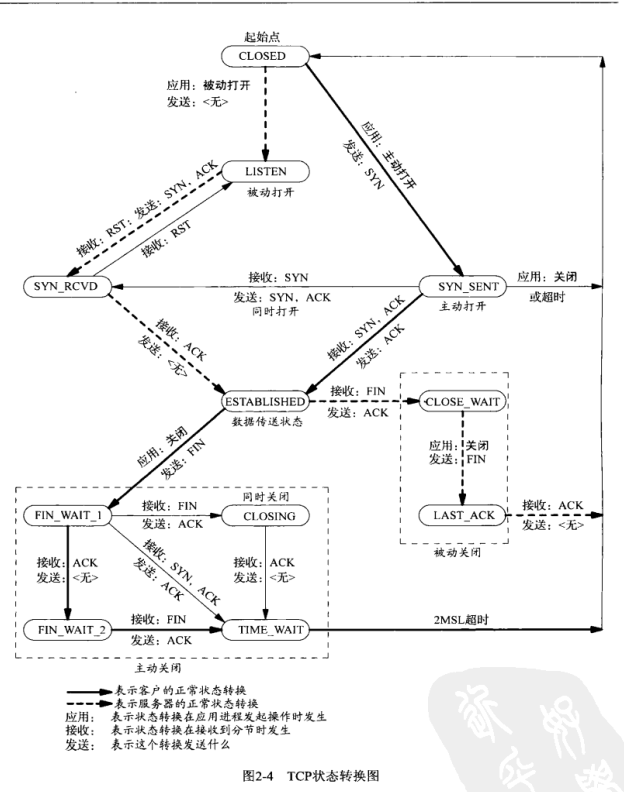 起始点
CLOSED
应用：被动打开
发送：<无>
应用：主动打开
发送：SYN
LISTEN
被动打开
接收：RST；发送：SYN，ACK
接收：RST
SYN_RCVD
接收：SYN
发送：SYN，ACK
同时打开
SYN_SENT
主动打开
应用：关闭
或超时
接收：ACK
发送：<无>
接收：SYN，ACK
发送：ACK
ESTABLISHED
数据传送状态
接收：FIN
发送：ACK
CLOSE_WAIT
应用：关闭
发送：FIN
应用：关闭
发送：FIN
LAST_ACK
被动关闭
接收：ACK
发送：<无>
FIN_WAIT_1
接收：FIN
发送：ACK
同时关闭
CLOSING
接收：ACK
发送：<无>
接收：SYN，ACK
发送：ACK
接收：ACK
发送：<无>
FIN_WAIT_2
接收：FIN
发送：ACK
TIME_WAIT
2MSL超时
主动关闭
表示客户的正常状态转换
表示服务器的正常状态转换
应用： 表示状态转换在应用进程发起操作时发生
接收： 表示状态转换在接收到分节时发生
发送： 表示这个转换发送什么
图2-4 TCP状态转换图